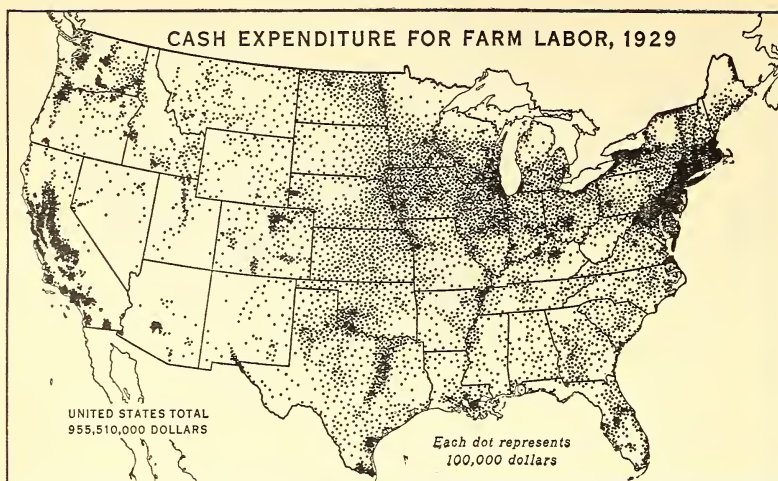 CASH EXPENDITURE FOR FARM LABOR, 1929
UNITED STATES TOTAL
955,510,000 DOLLARS
Each dot represents
100,000 dollars